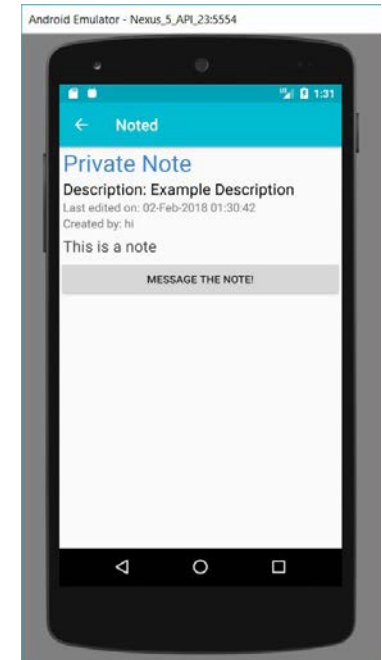 Android Emulator - Nexus_5_API_23:5554
1:31
Noted
Private Note
Description: Example Description
Last edited on: 02-Feb-2018 01:30:42
Created by: hi
This is a note
MESSAGE THE NOTE!